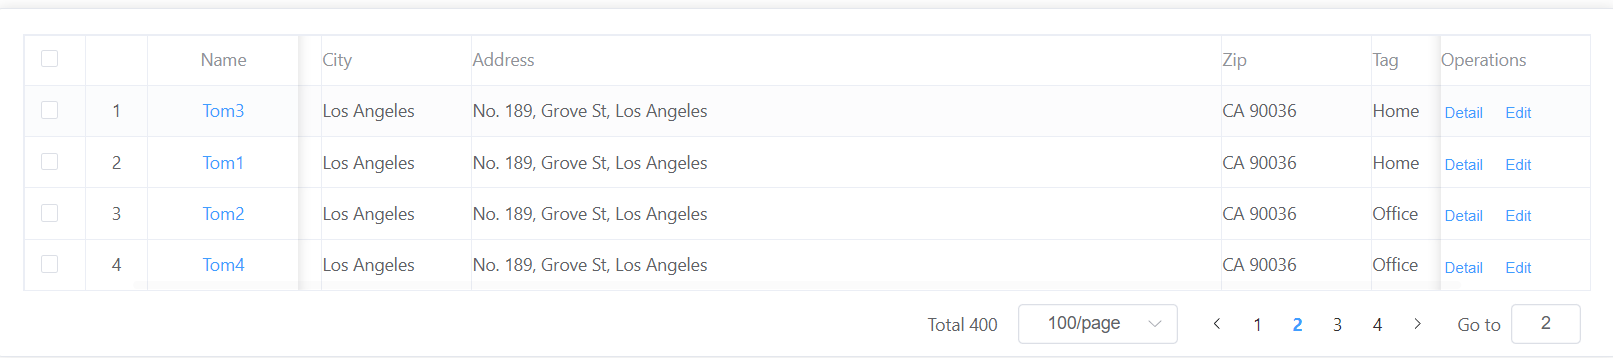 Name City Address Zip Tag Operations
1 Tom3 Los Angeles No. 189, Grove St, Los Angeles CA 90036 Home Detail Edit
2 Tom1 Los Angeles No. 189, Grove St, Los Angeles CA 90036 Home Detail Edit
3 Tom2 Los Angeles No. 189, Grove St, Los Angeles CA 90036 Office Detail Edit
4 Tom4 Los Angeles No. 189, Grove St, Los Angeles CA 90036 Office Detail Edit
Total 400 100/page 1 2 3 4 Go to 2